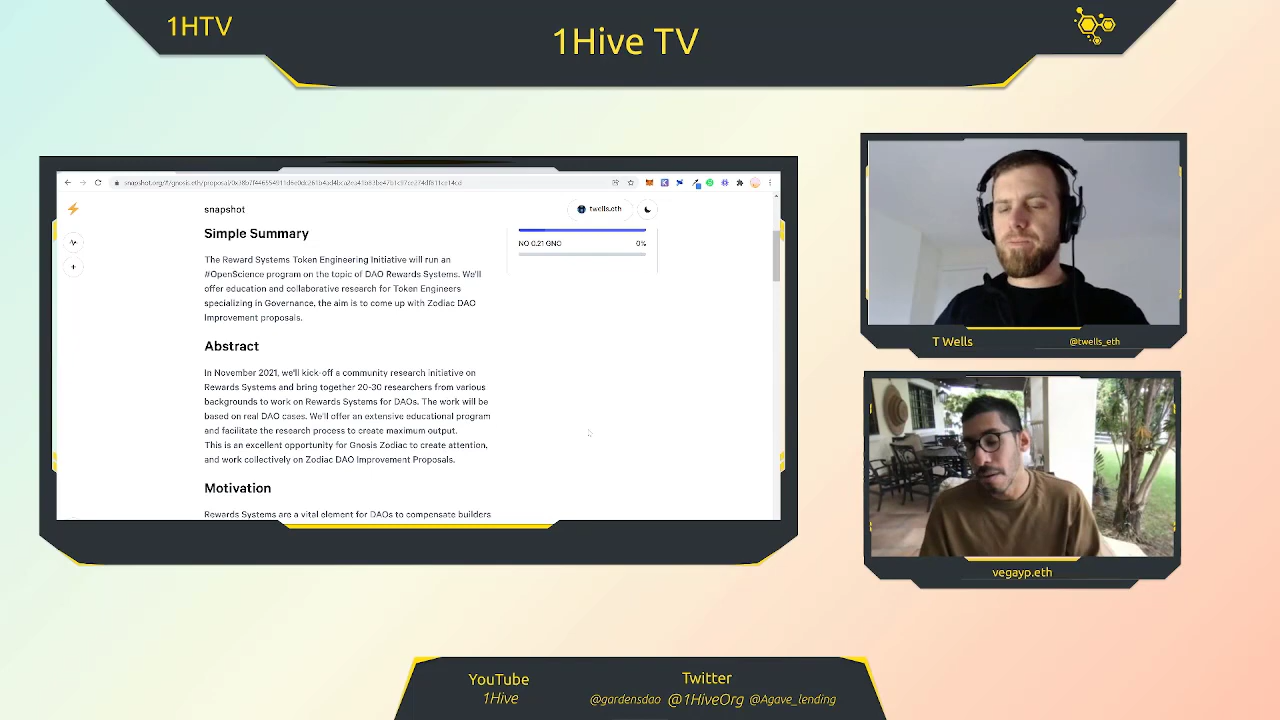 1HTV
1Hive TV
snapshot
twells.eth
Simple Summary
NO 0.21 GNO 0%
The Reward Systems Token Engineering Initiative will run an
#OpenScience program on the topic of DAO Rewards Systems. We'll
offer education and collaborative research for Token Engineers
specializing in Governance, the aim is to come up with Zodiac DAO
Improvement proposals.
Abstract
In November 2021, we'll kick-off a community research initiative on
Rewards Systems and bring together 20-30 researchers from various
backgrounds to work on Rewards Systems for DAOs. The work will be
based on real DAO cases. We'll offer an extensive educational program
and facilitate the research process to create maximum output.
This is an excellent opportunity for Gnosis Zodiac to create attention,
and work collectively on Zodiac DAO Improvement Proposals.
Motivation
Rewards Systems are a vital element for DAOs to compensate builders
T Wells @twells_eth
vegayp.eth
YouTube
1Hive
Twitter
@gardensdao @1HiveOrg @Agave_lending